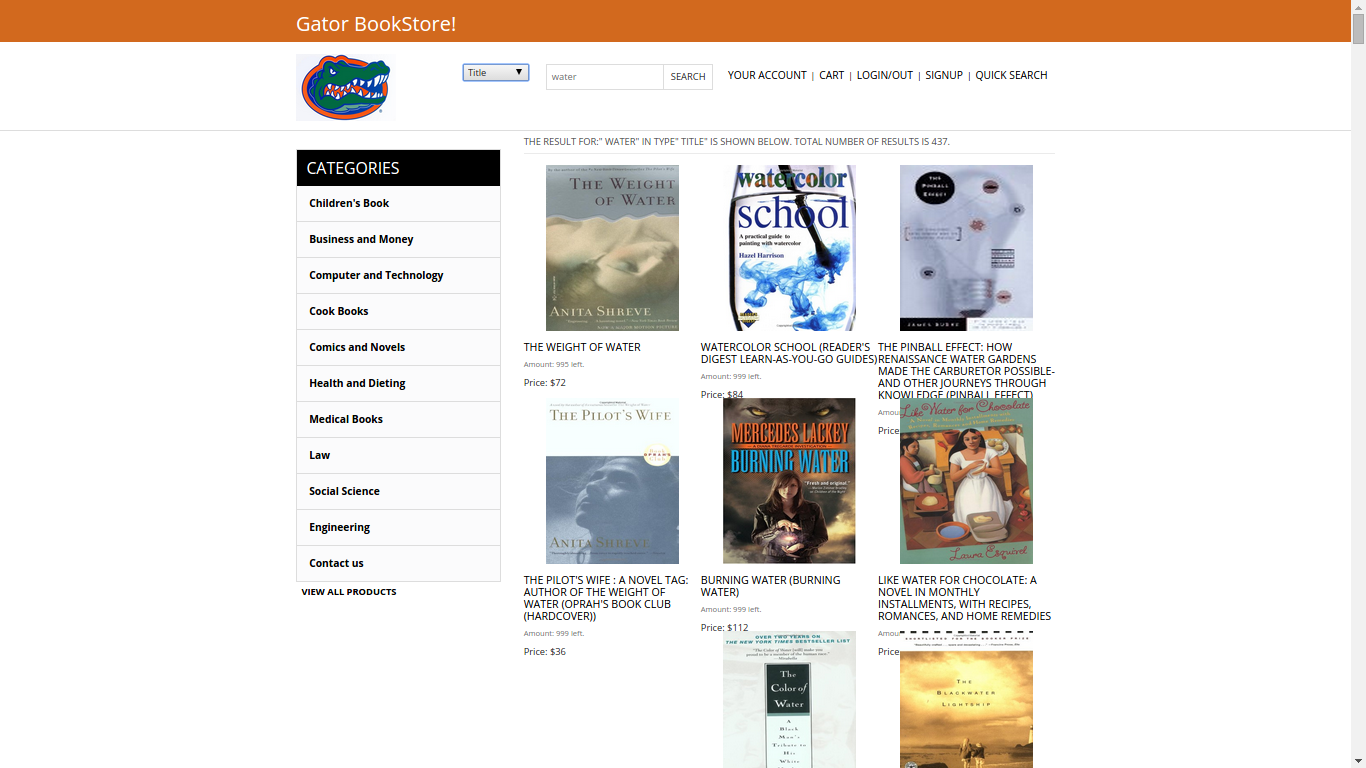 Gator BookStore!
Title
water
SEARCH
YOUR ACCOUNT | CART | LOGIN/OUT | SIGNUP | QUICK SEARCH
THE RESULT FOR:" WATER" IN TYPE" TITLE" IS SHOWN BELOW. TOTAL NUMBER OF RESULTS IS 437.
CATEGORIES
Children's Book
Business and Money
Computer and Technology
Cook Books
Comics and Novels
Health and Dieting
Medical Books
Law
Social Science
Engineering
Contact us
VIEW ALL PRODUCTS
THE WEIGHT
OF WATER
ANITA SHREVE
watercolor
school
A practical guide to
painting with watercolor
Hazel Harrison
THE
PINBALL
EFFECT
JAMES BURKE
THE WEIGHT OF WATER
Amount: 995 left.
Price: $72
WATERCOLOR SCHOOL (READER'S
DIGEST LEARN-AS-YOU-GO GUIDES)
Amount: 999 left.
Price: $84
THE PINBALL EFFECT: HOW
RENAISSANCE WATER GARDENS
MADE THE CARBURETOR POSSIBLE-
AND OTHER JOURNEYS THROUGH
KNOWLEDGE (PINBALL EFFECT)
Amou
Price
THE PILOT'S WIFE
ANITA SHREVE
MERCEDES LACKEY
A DIANA TREGARDE INVESTIGATION
BURNING WATER
"Fresh and original."
Like Water for Chocolate
Laura Esquivel
THE PILOT'S WIFE : A NOVEL TAG:
AUTHOR OF THE WEIGHT OF
WATER (OPRAH'S BOOK CLUB
(HARDCOVER))
Amount: 999 left.
Price: $36
BURNING WATER (BURNING
WATER)
Amount: 999 left.
Price: $112
LIKE WATER FOR CHOCOLATE: A
NOVEL IN MONTHLY
INSTALLMENTS, WITH RECIPES,
ROMANCES, AND HOME REMEDIES
Amou
Price
OVER TWO YEARS ON
THE NEW YORK TIMES BESTSELLER LIST
The
Color of
Water
A
Black
Man's
Tribute to
His
White
THE
BLACKWATER
LIGHTSHIP